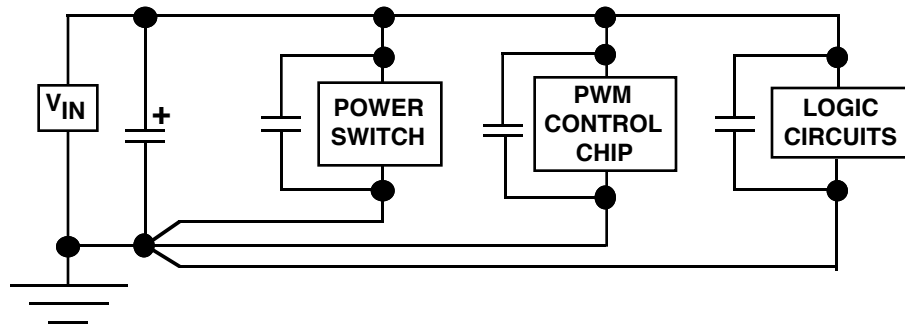 VIN
+
POWER
SWITCH
PWM
CONTROL
CHIP
LOGIC
CIRCUITS